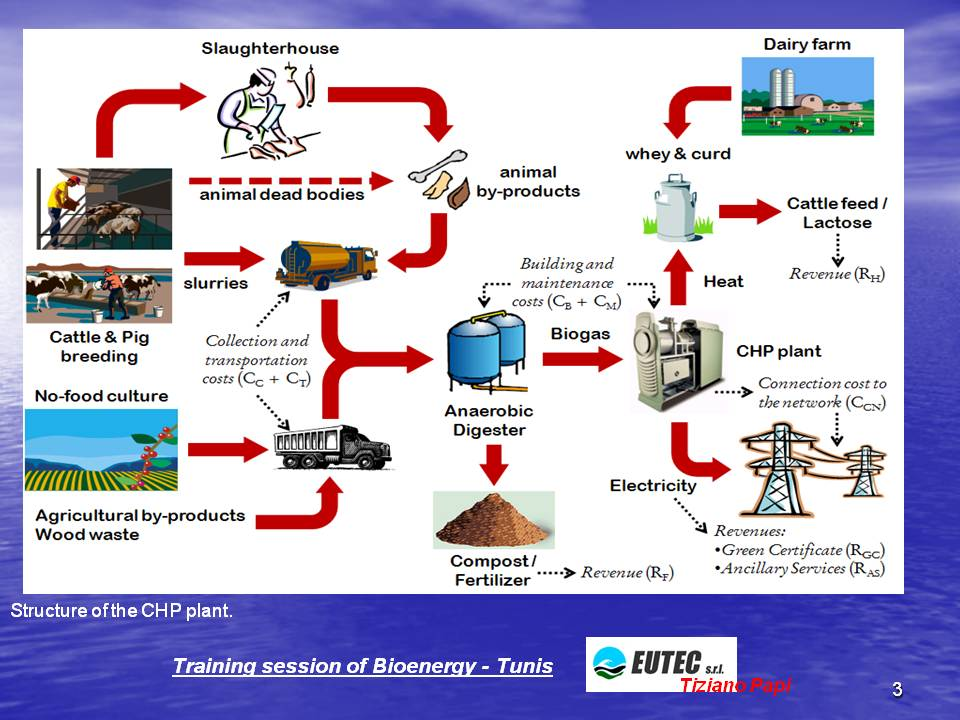 Slaughterhouse
Dairy farm
whey & curd
animal
by-products
animal dead bodies
Cattle feed /
Lactose
Revenue (RH)
slurries
Building and
maintenance
costs (CB + CM)
Heat
Cattle & Pig
breeding
Collection and
transportation
costs (CC + CT)
Biogas
CHP plant
No-food culture
Connection cost to
the network (CCN)
Anaerobic
Digester
Electricity
Agricultural by-products
Wood waste
Revenues:
•Green Certificate (RGC)
•Ancillary Services (RAS)
Compost /
Fertilizer
Revenue (RF)
Structure of the CHP plant.
Training session of Bioenergy - Tunis
EUTEC s.r.l.
Tiziano Papi
3